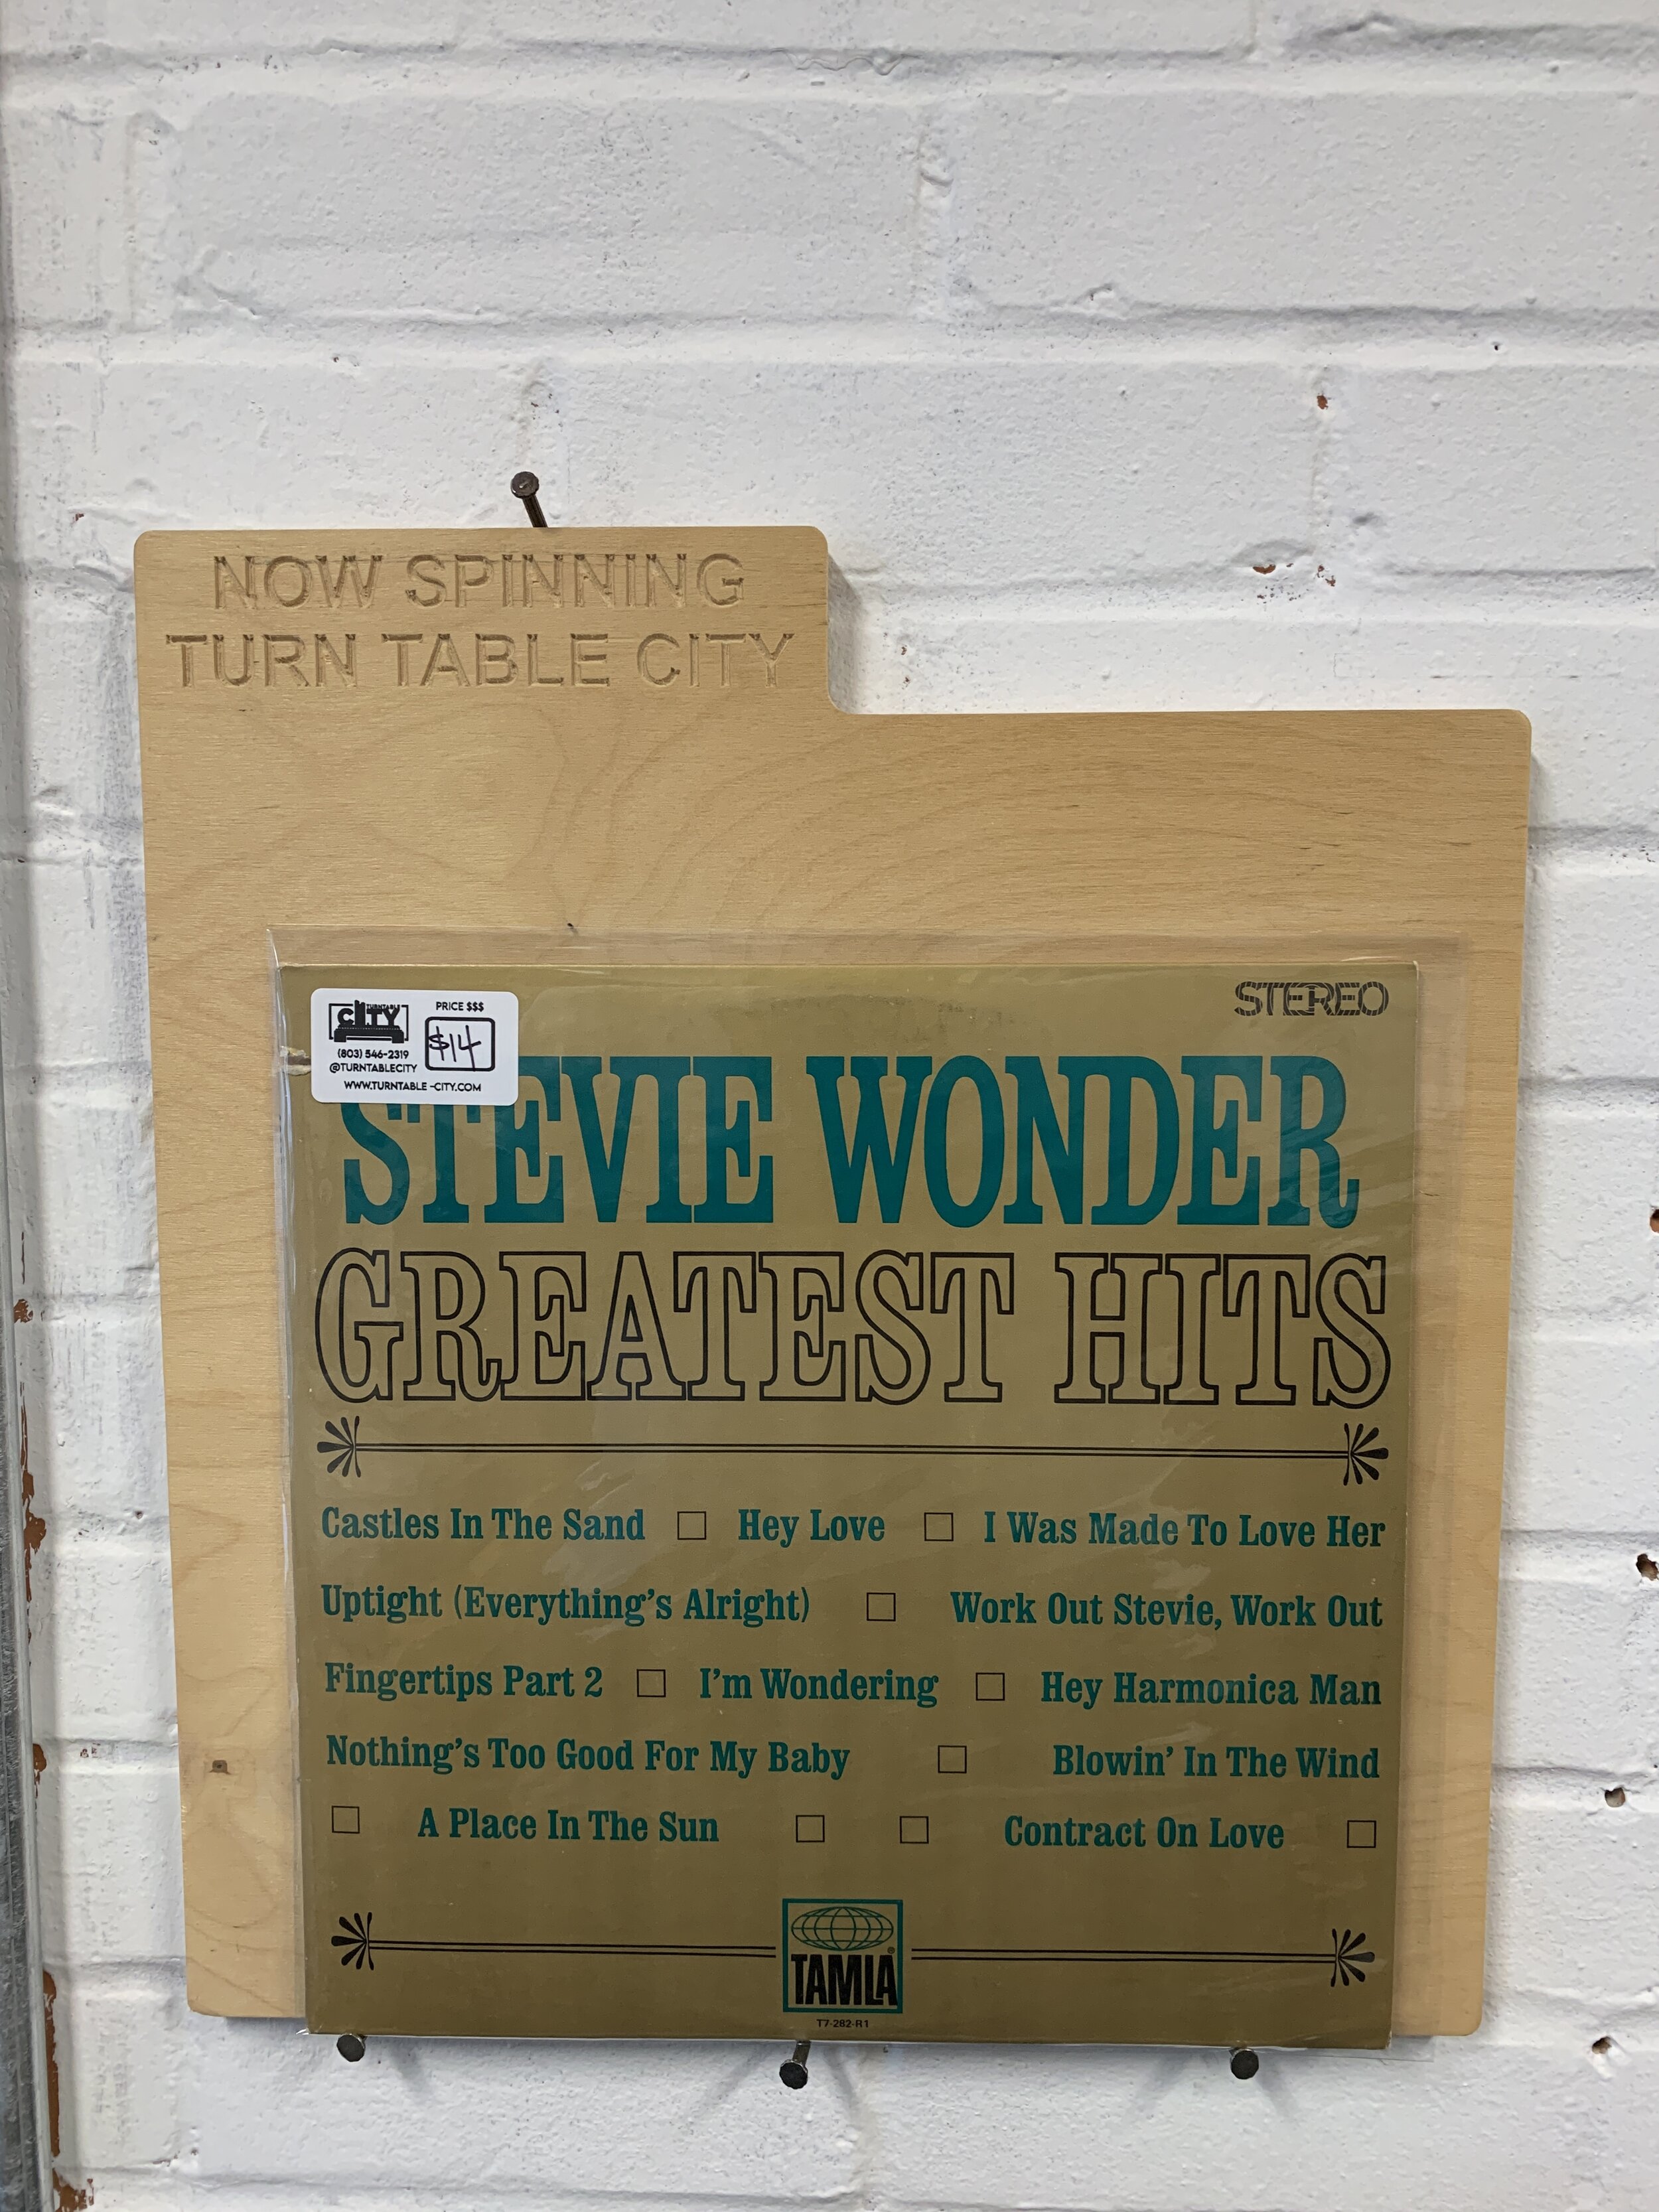 NOW SPINNING
TURN TABLE CITY
TURNTABLE
CITY
PRICE $$$
$14
(803) 546-2319
@TURNTABLECITY
WWW.TURNTABLE-CITY.COM
STEREO
STEVIE WONDER
GREATEST HITS
Castles In The Sand □ Hey Love □ I Was Made To Love Her
Uptight (Everything's Alright) □ Work Out Stevie, Work Out
Fingertips Part 2 □ I'm Wondering □ Hey Harmonica Man
Nothing's Too Good For My Baby □ Blowin' In The Wind
□ A Place In The Sun □ □ Contract On Love □
TAMLA®
T7-282-R1